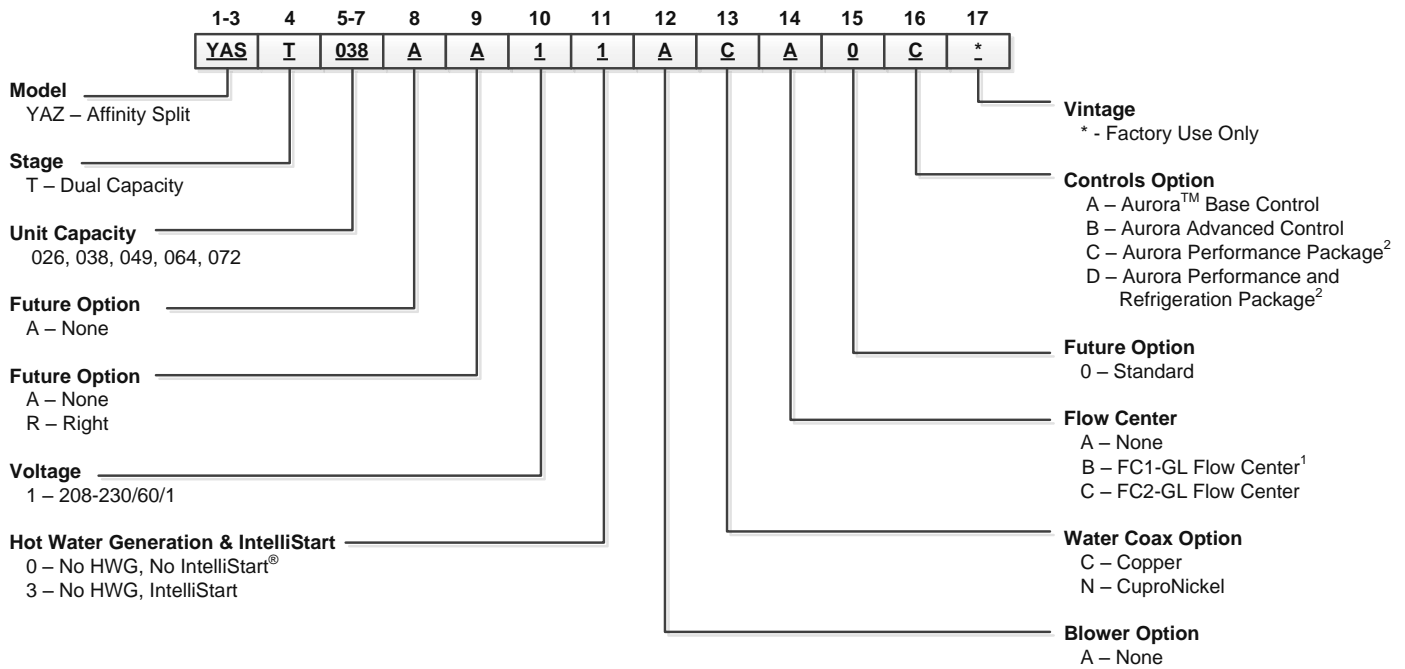 1-3 4 5-7 8 9 10 11 12 13 14 15 16 17
YAS T 038 A A 1 1 A C A 0 C *
Model
YAZ – Affinity Split
Stage
T – Dual Capacity
Unit Capacity
026, 038, 049, 064, 072
Future Option
A – None
Future Option
A – None
R – Right
Voltage
1 – 208-230/60/1
Hot Water Generation & IntelliStart
0 – No HWG, No IntelliStart®
3 – No HWG, IntelliStart
Vintage
* - Factory Use Only
Controls Option
A – Aurora™ Base Control
B – Aurora Advanced Control
C – Aurora Performance Package²
D – Aurora Performance and
Refrigeration Package²
Future Option
0 – Standard
Flow Center
A – None
B – FC1-GL Flow Center¹
C – FC2-GL Flow Center
Water Coax Option
C – Copper
N – CuproNickel
Blower Option
A – None